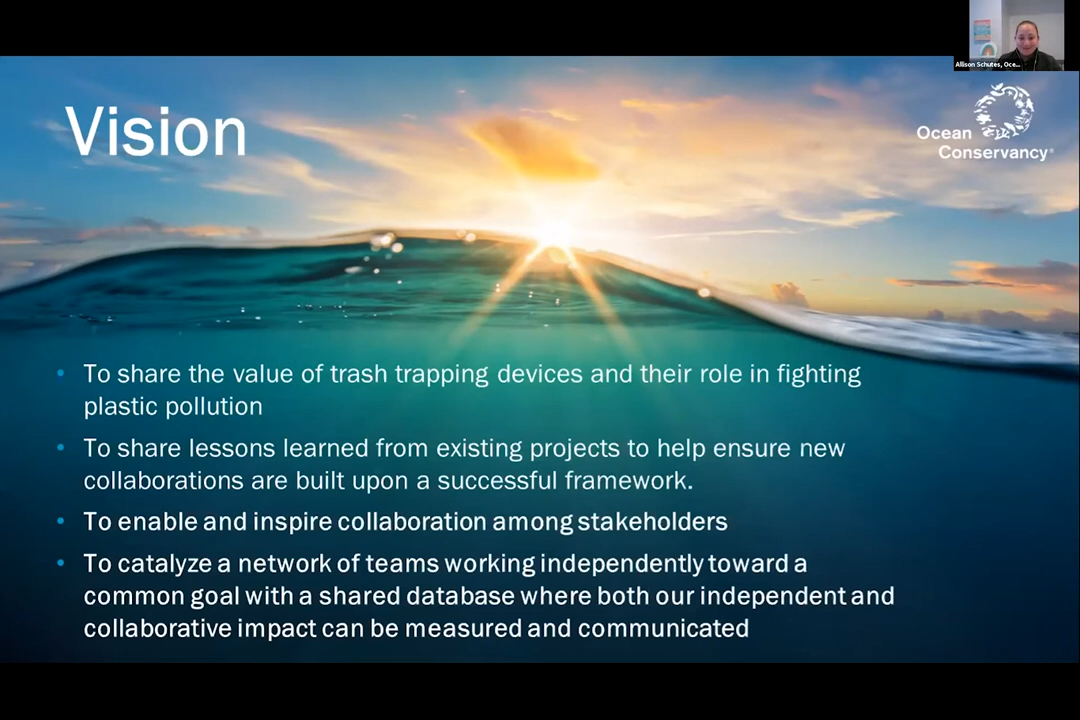 Allison Schutes, Oce...
Vision
Ocean
Conservancy®
• To share the value of trash trapping devices and their role in fighting
plastic pollution
• To share lessons learned from existing projects to help ensure new
collaborations are built upon a successful framework.
• To enable and inspire collaboration among stakeholders
• To catalyze a network of teams working independently toward a
common goal with a shared database where both our independent and
collaborative impact can be measured and communicated